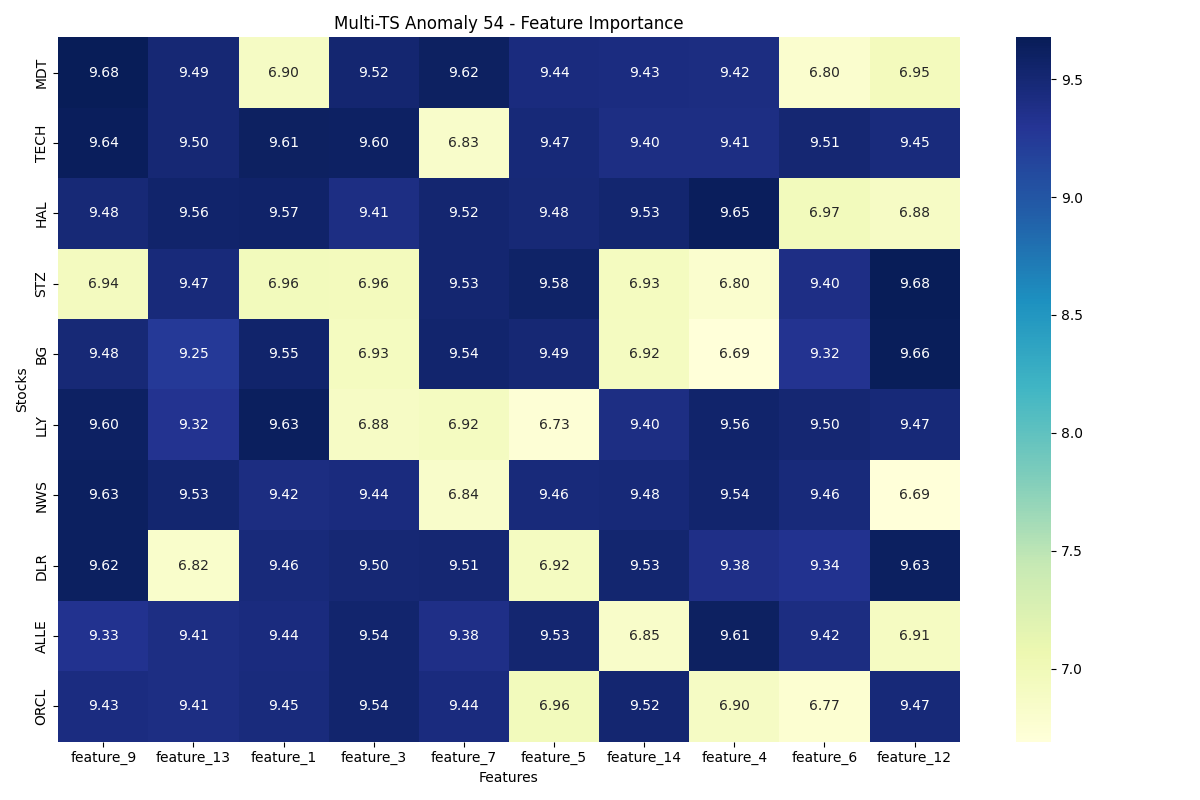 Multi-TS Anomaly 54 - Feature Importance
MDT 9.68 9.49 6.90 9.52 9.62 9.44 9.43 9.42 6.80 6.95
TECH 9.64 9.50 9.61 9.60 6.83 9.47 9.40 9.41 9.51 9.45
HAL 9.48 9.56 9.57 9.41 9.52 9.48 9.53 9.65 6.97 6.88
STZ 6.94 9.47 6.96 6.96 9.53 9.58 6.93 6.80 9.40 9.68
BG 9.48 9.25 9.55 6.93 9.54 9.49 6.92 6.69 9.32 9.66
LLY 9.60 9.32 9.63 6.88 6.92 6.73 9.40 9.56 9.50 9.47
NWS 9.63 9.53 9.42 9.44 6.84 9.46 9.48 9.54 9.46 6.69
DLR 9.62 6.82 9.46 9.50 9.51 6.92 9.53 9.38 9.34 9.63
ALLE 9.33 9.41 9.44 9.54 9.38 9.53 6.85 9.61 9.42 6.91
ORCL 9.43 9.41 9.45 9.54 9.44 6.96 9.52 6.90 6.77 9.47
feature_9 feature_13 feature_1 feature_3 feature_7 feature_5 feature_14 feature_4 feature_6 feature_12
Features
Stocks
9.5
9.0
8.5
8.0
7.5
7.0